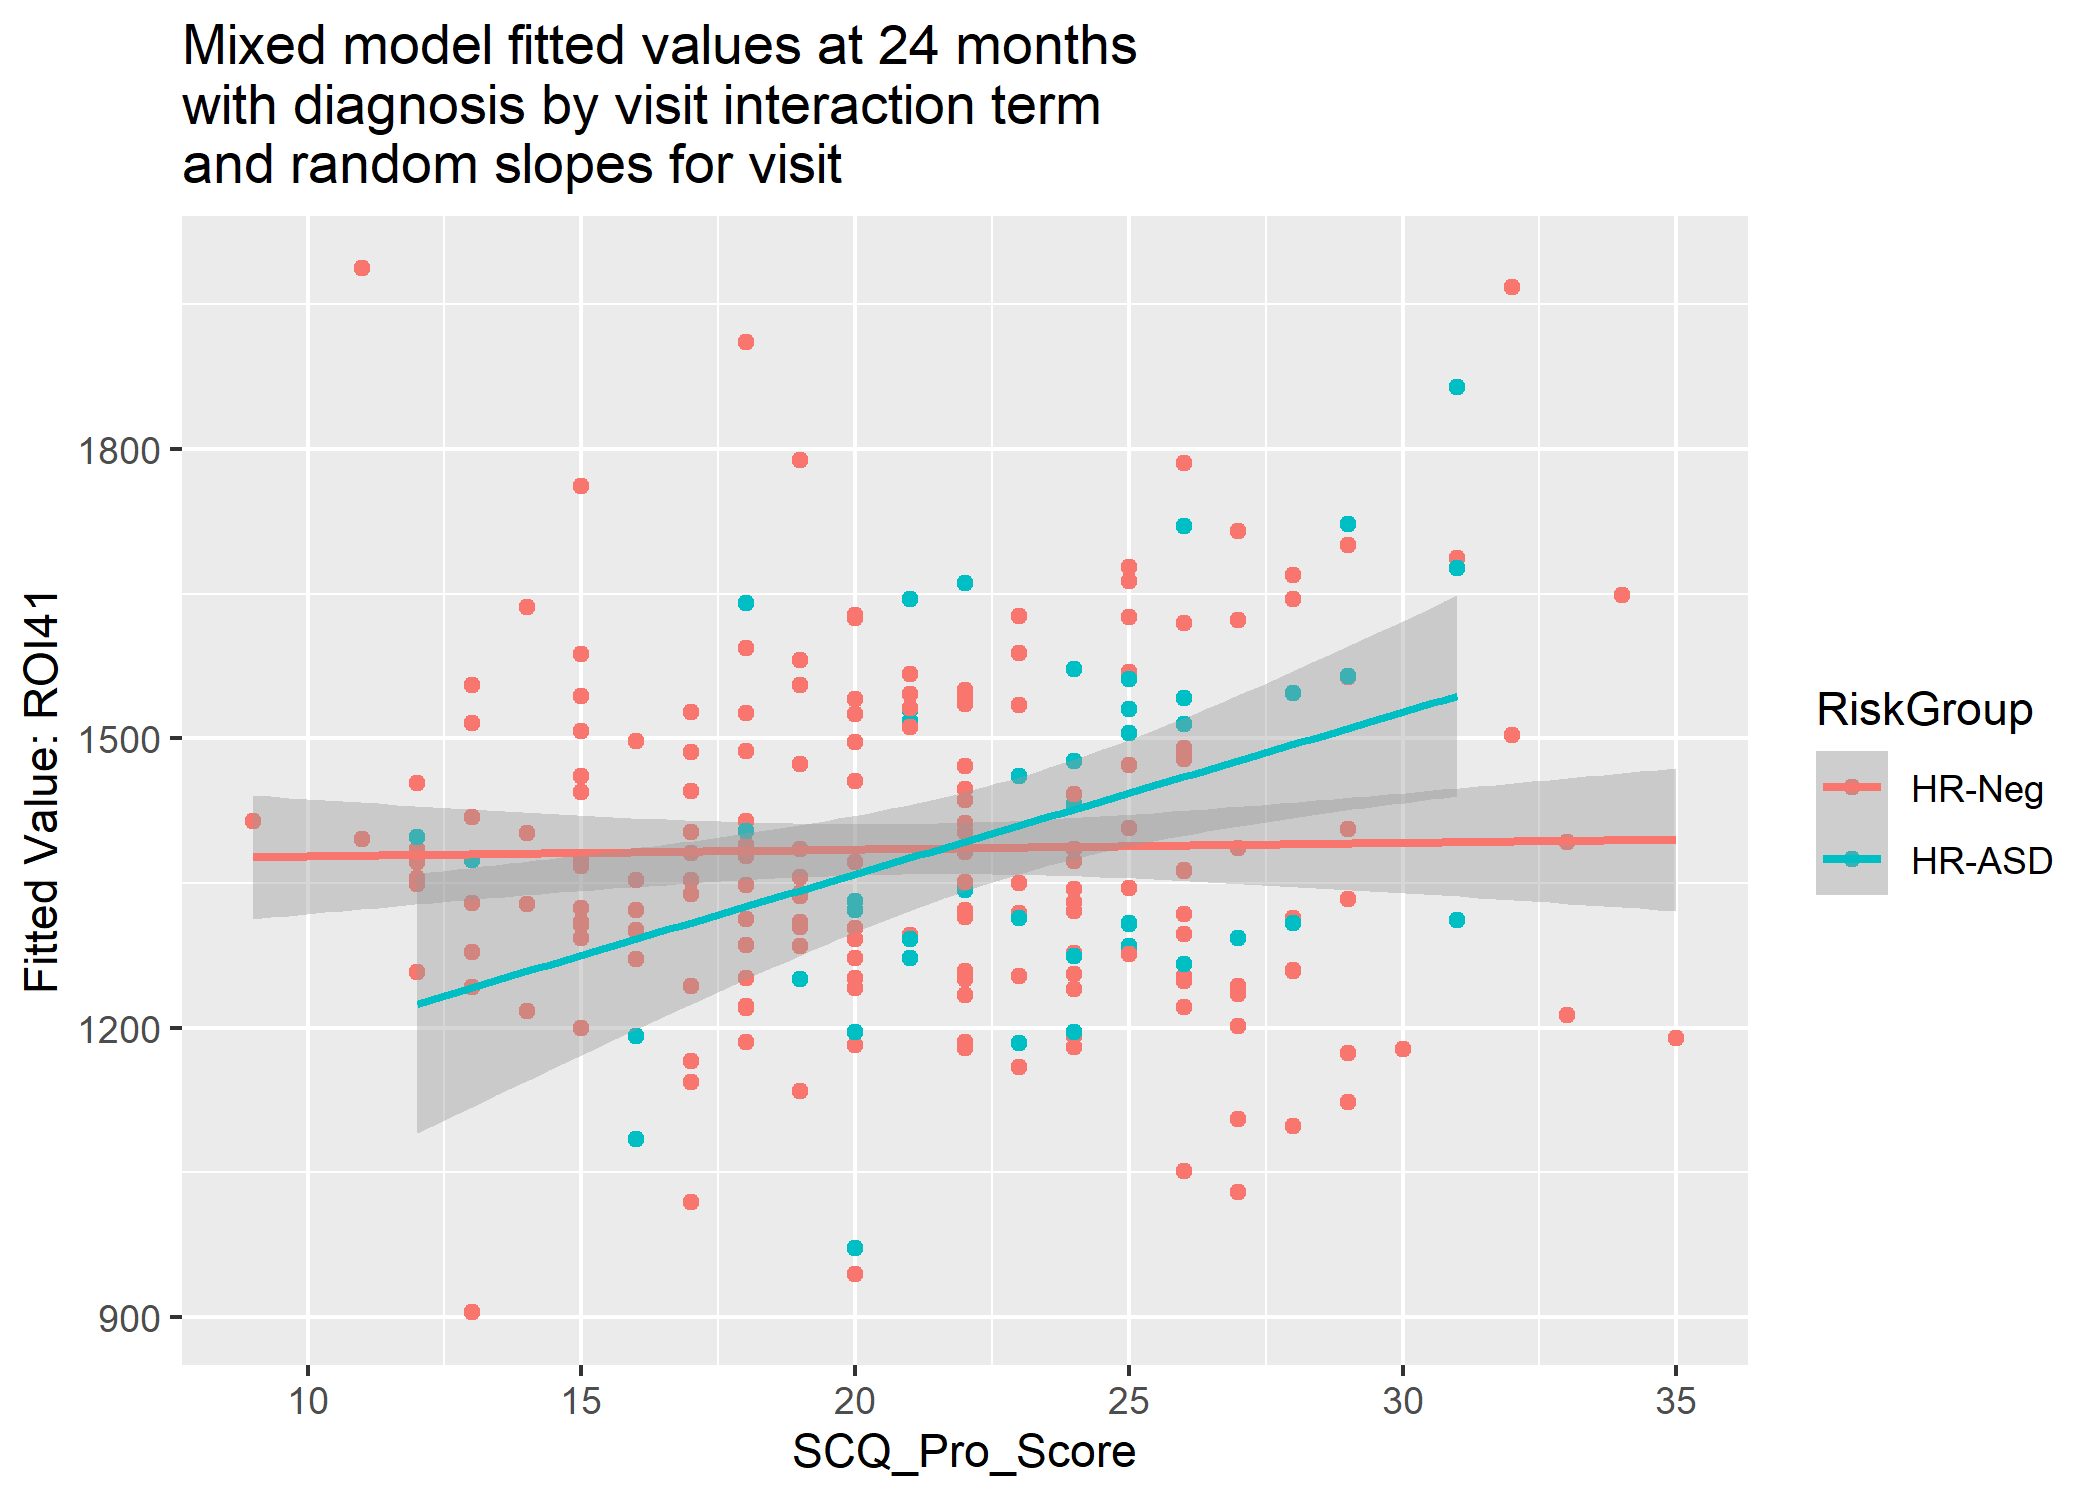 Mixed model fitted values at 24 months
with diagnosis by visit interaction term
and random slopes for visit
Fitted Value: ROI41
1800
1500
1200
900
10 15 20 25 30 35
SCQ_Pro_Score
RiskGroup
HR-Neg
HR-ASD